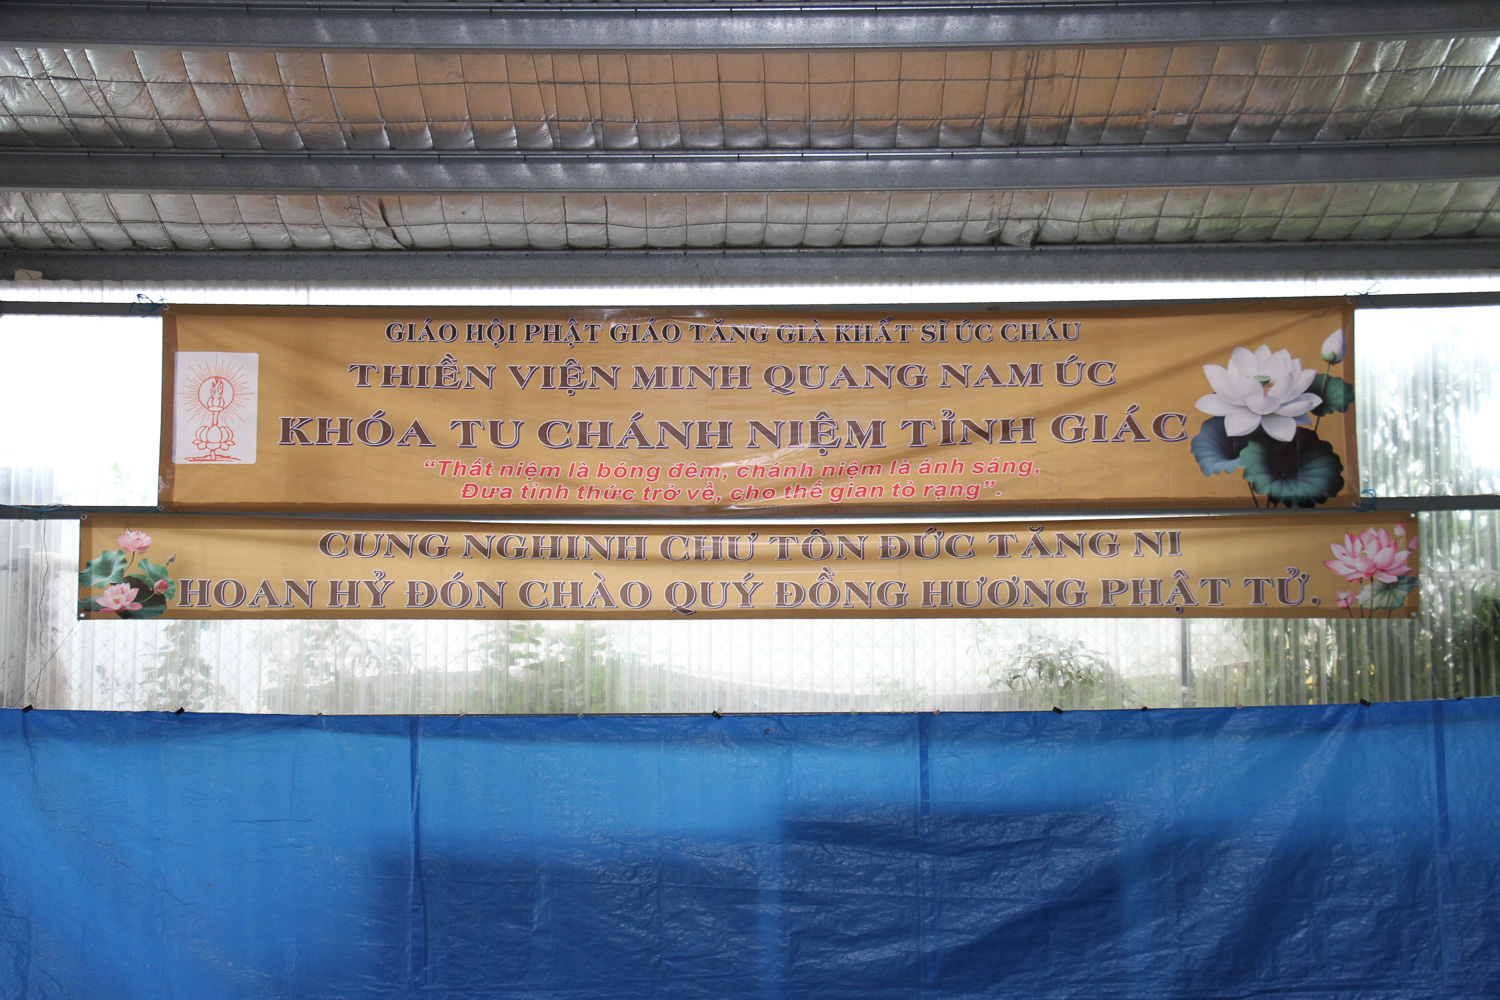 GIÁO HỘI PHẬT GIÁO TĂNG GIÀ KHẤT SĨ ÚC CHÂU
THIỀN VIỆN MINH QUANG NAM ÚC
KHÓA TU CHÁNH NIỆM TỈNH GIÁC
“Thất niệm là bóng đêm, chánh niệm là ánh sáng,
Đưa tỉnh thức trở về, cho thế gian tỏ rạng”.
CUNG NGHINH CHƯ TÔN ĐỨC TĂNG NI
HOAN HỶ ĐÓN CHÀO QUÝ ĐỒNG HƯƠNG PHẬT TỬ.